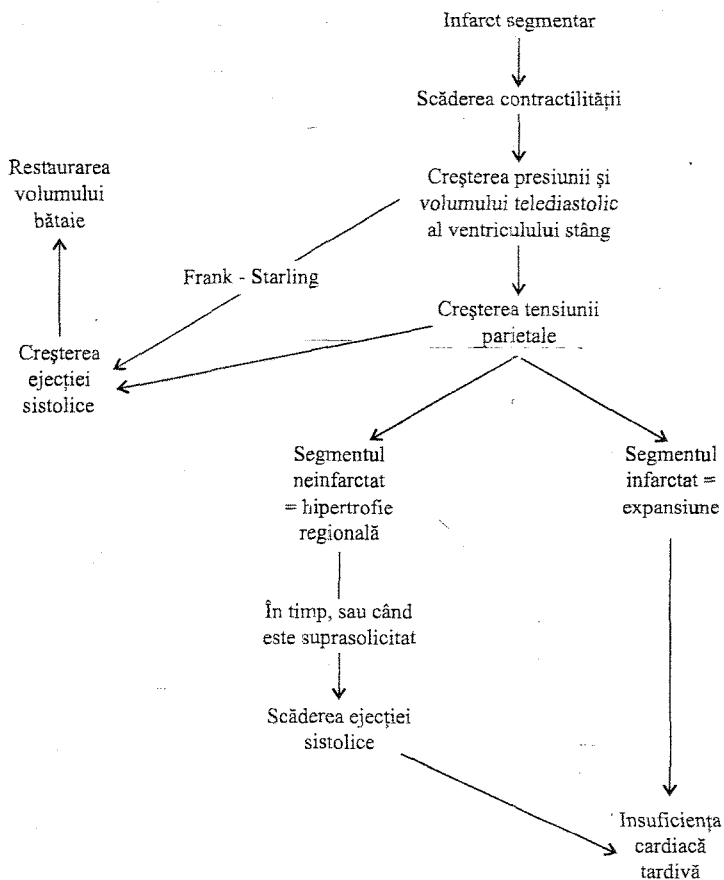 Infarct segmentar
Scăderea contractilității
Creșterea presiunii și
volumului telediastolic
al ventriculului stâng
Restaurarea
volumului
bătaie
Frank - Starling
Creșterea tensiunii
parietale
Creșterea
ejecției
sistolice
Segmentul
neinfarctat
= hipertrofie
regională
Segmentul
infarctat =
expansiune
În timp, sau când
este suprasolicitat
Scăderea ejecției
sistolice
Insuficiența
cardiacă
tardivă